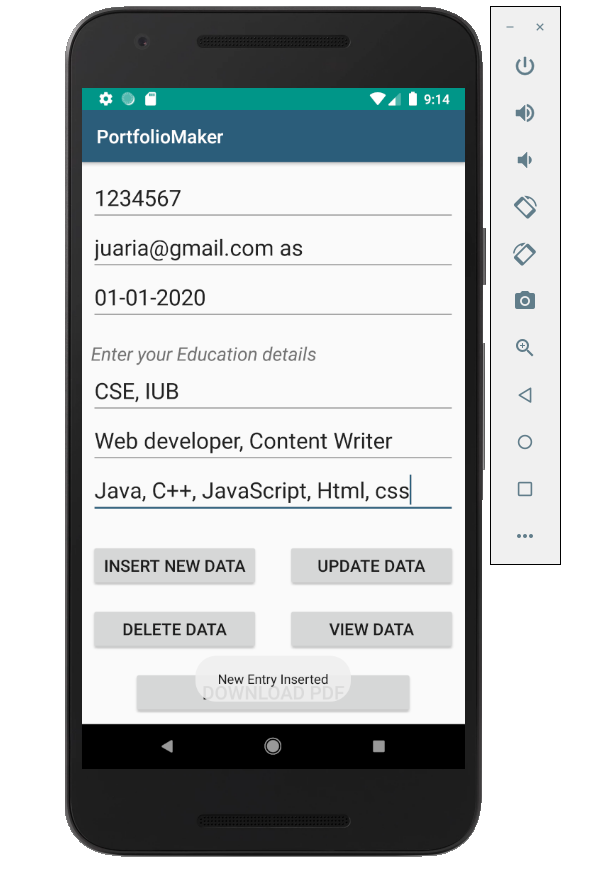 9:14
PortfolioMaker
1234567
juaria@gmail.com as
01-01-2020
Enter your Education details
CSE, IUB
Web developer, Content Writer
Java, C++, JavaScript, Html, css
INSERT NEW DATA
UPDATE DATA
DELETE DATA
VIEW DATA
New Entry Inserted
DOWNLOAD PDF